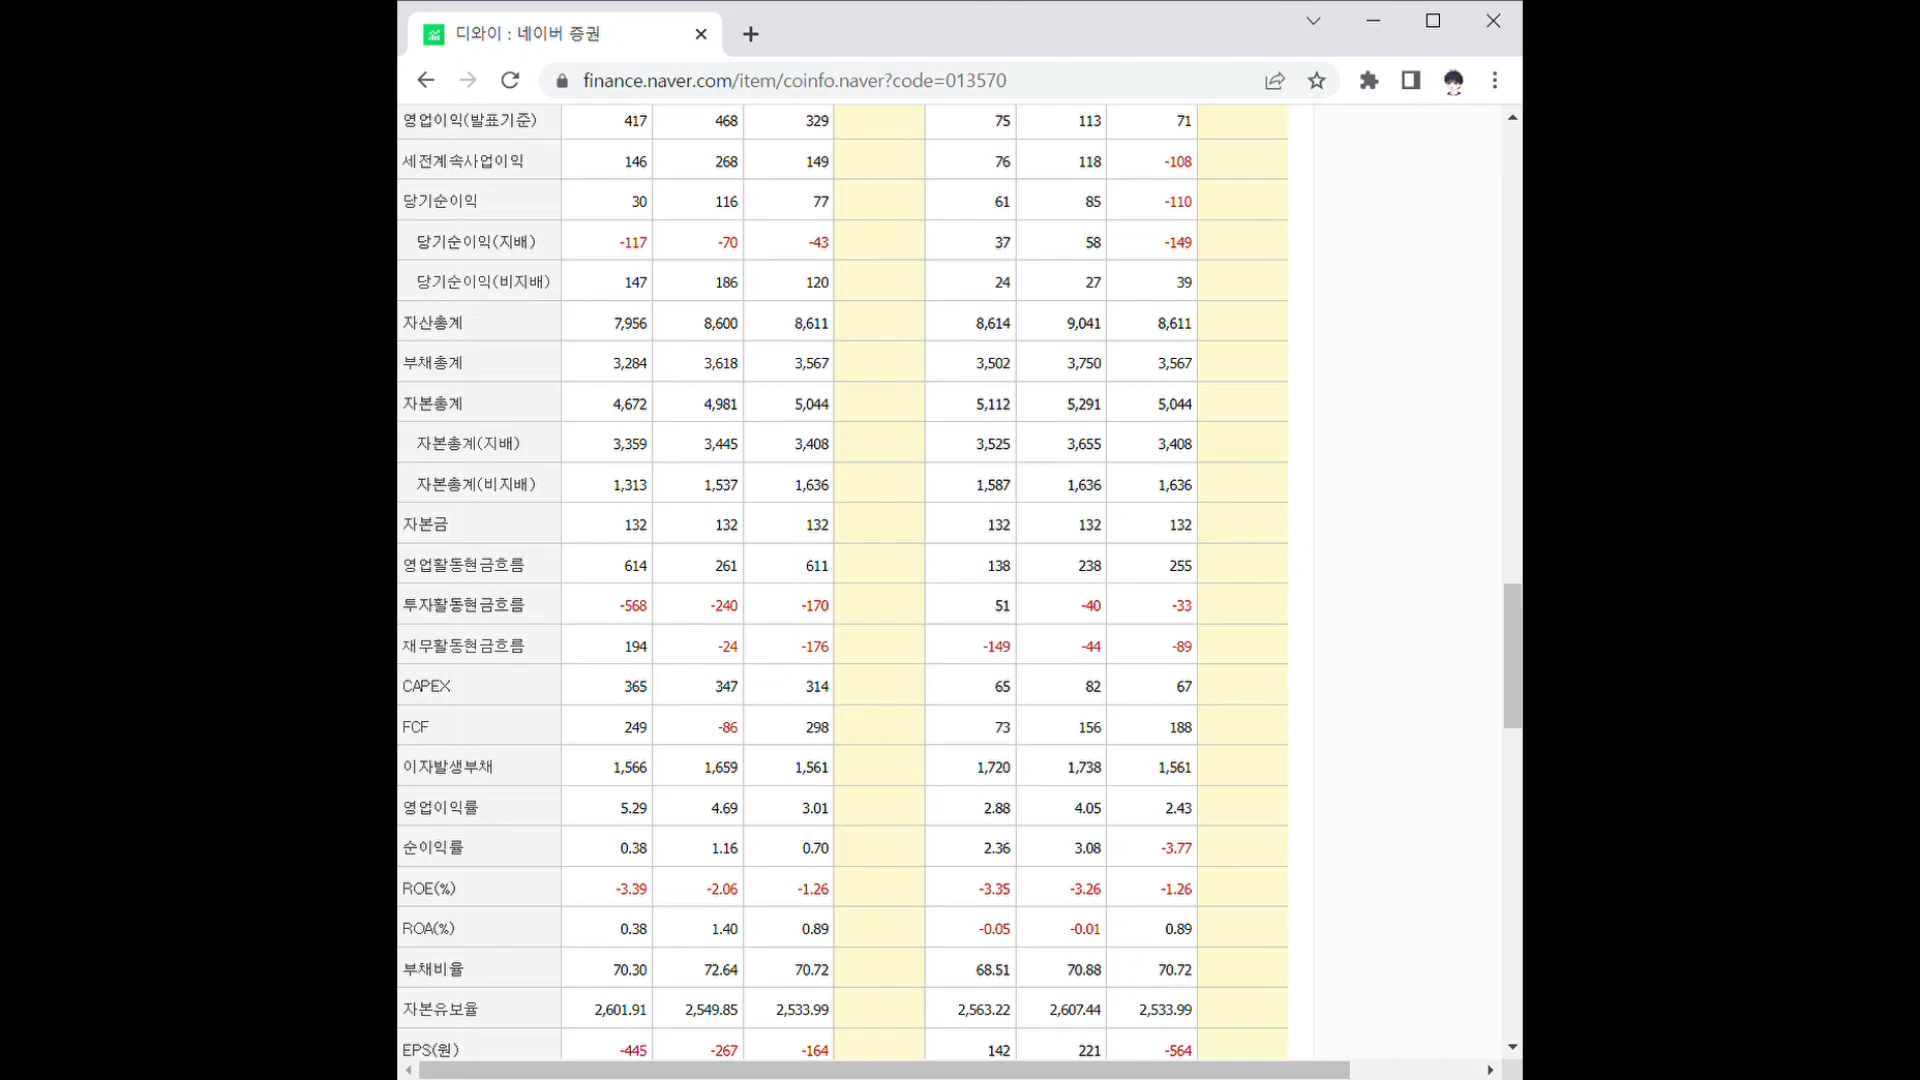 디와이 : 네이버 증권
finance.naver.com/item/coinfo.naver?code=013570
영업이익(발표기준) 417 468 329 75 113 71
세전계속사업이익 146 268 149 76 118 -108
당기순이익 30 116 77 61 85 -110
당기순이익(지배) -117 -70 -43 37 58 -149
당기순이익(비지배) 147 186 120 24 27 39
자산총계 7,956 8,600 8,611 8,614 9,041 8,611
부채총계 3,284 3,618 3,567 3,502 3,750 3,567
자본총계 4,672 4,981 5,044 5,112 5,291 5,044
자본총계(지배) 3,359 3,445 3,408 3,525 3,655 3,408
자본총계(비지배) 1,313 1,537 1,636 1,587 1,636 1,636
자본금 132 132 132 132 132 132
영업활동현금흐름 614 261 611 138 238 255
투자활동현금흐름 -568 -240 -170 51 -40 -33
재무활동현금흐름 194 -24 -176 -149 -44 -89
CAPEX 365 347 314 65 82 67
FCF 249 -86 298 73 156 188
이자발생부채 1,566 1,659 1,561 1,720 1,738 1,561
영업이익률 5.29 4.69 3.01 2.88 4.05 2.43
순이익률 0.38 1.16 0.70 2.36 3.08 -3.77
ROE(%) -3.39 -2.06 -1.26 -3.35 -3.26 -1.26
ROA(%) 0.38 1.40 0.89 -0.05 -0.01 0.89
부채비율 70.30 72.64 70.72 68.51 70.88 70.72
자본유보율 2,601.91 2,549.85 2,533.99 2,563.22 2,607.44 2,533.99
EPS(원) -445 -267 -164 142 221 -564